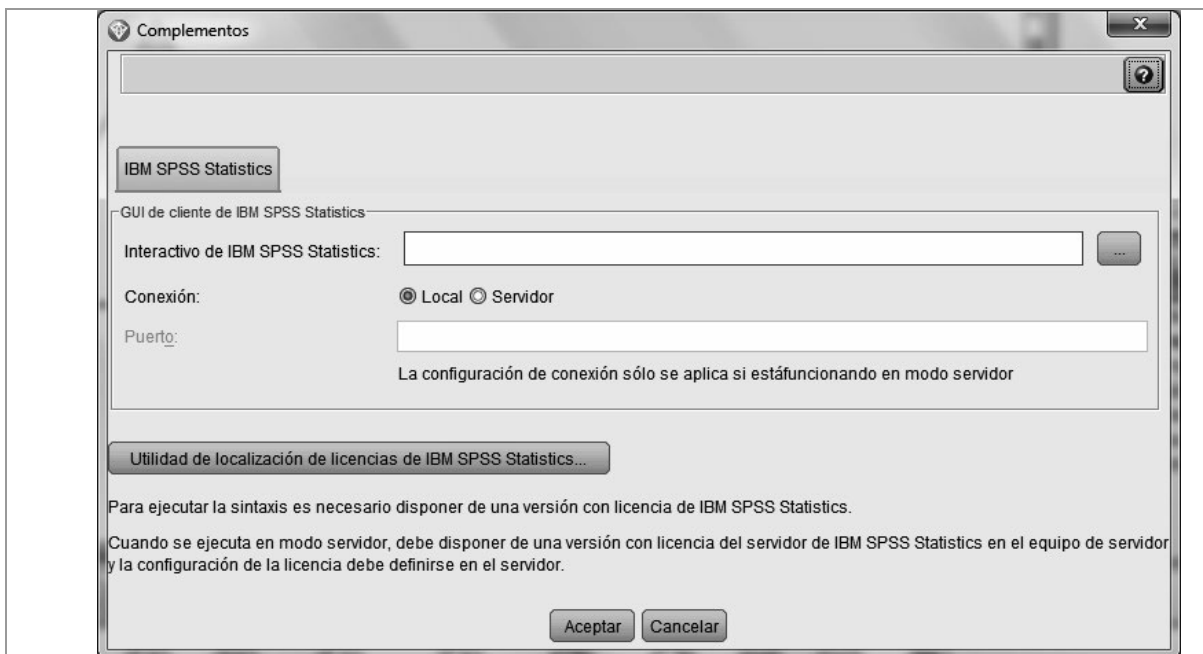 Complementos
IBM SPSS Statistics
GUI de cliente de IBM SPSS Statistics
Interactivo de IBM SPSS Statistics:
...
Conexión:
Local
Servidor
Puerto:
La configuración de conexión sólo se aplica si estáfuncionando en modo servidor
Utilidad de localización de licencias de IBM SPSS Statistics...
Para ejecutar la sintaxis es necesario disponer de una versión con licencia de IBM SPSS Statistics.
Cuando se ejecuta en modo servidor, debe disponer de una versión con licencia del servidor de IBM SPSS Statistics en el equipo de servidor
y la configuración de la licencia debe definirse en el servidor.
Aceptar
Cancelar